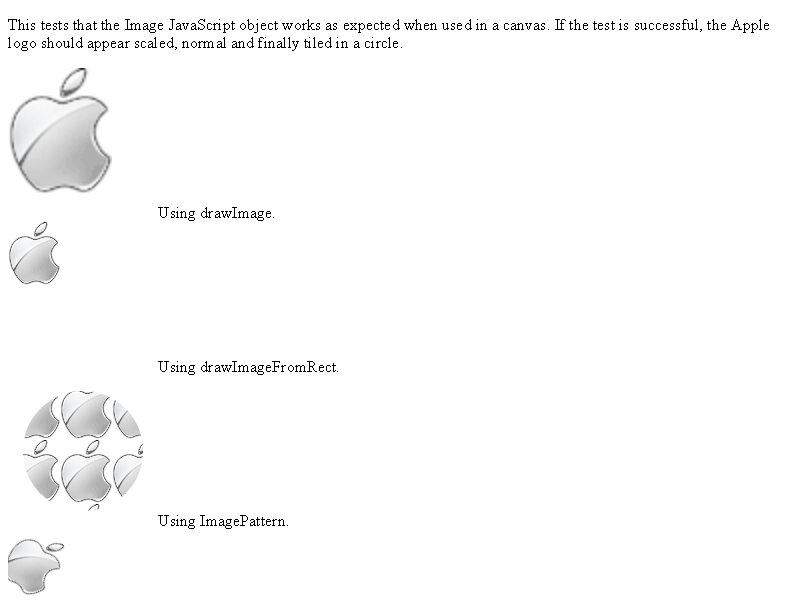 This tests that the Image JavaScript object works as expected when used in a canvas. If the test is successful, the Apple
logo should appear scaled, normal and finally tiled in a circle.
Using drawImage.
Using drawImageFromRect.
Using ImagePattern.